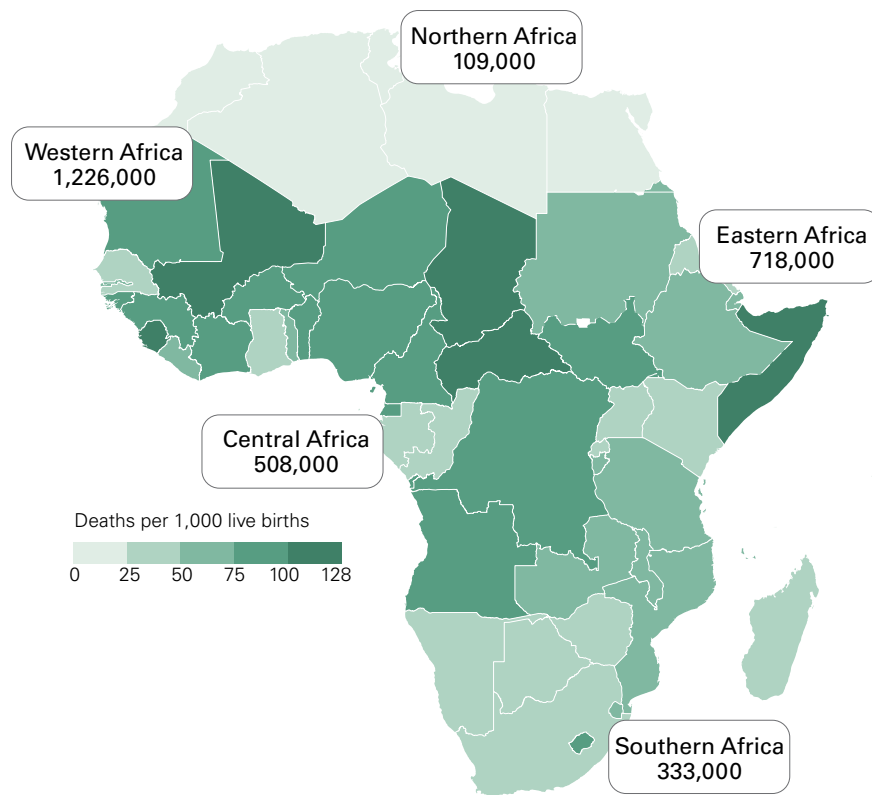 Northern Africa
109,000
Western Africa
1,226,000
Eastern Africa
718,000
Central Africa
508,000
Deaths per 1,000 live births
0 25 50 75 100 128
Southern Africa
333,000